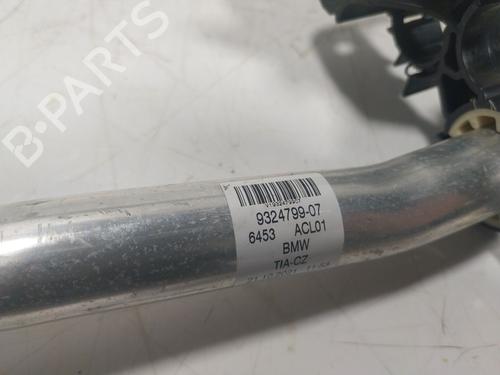 B-PARTS
9324799-07
6453 ACL01
BMW
TIA-CZ